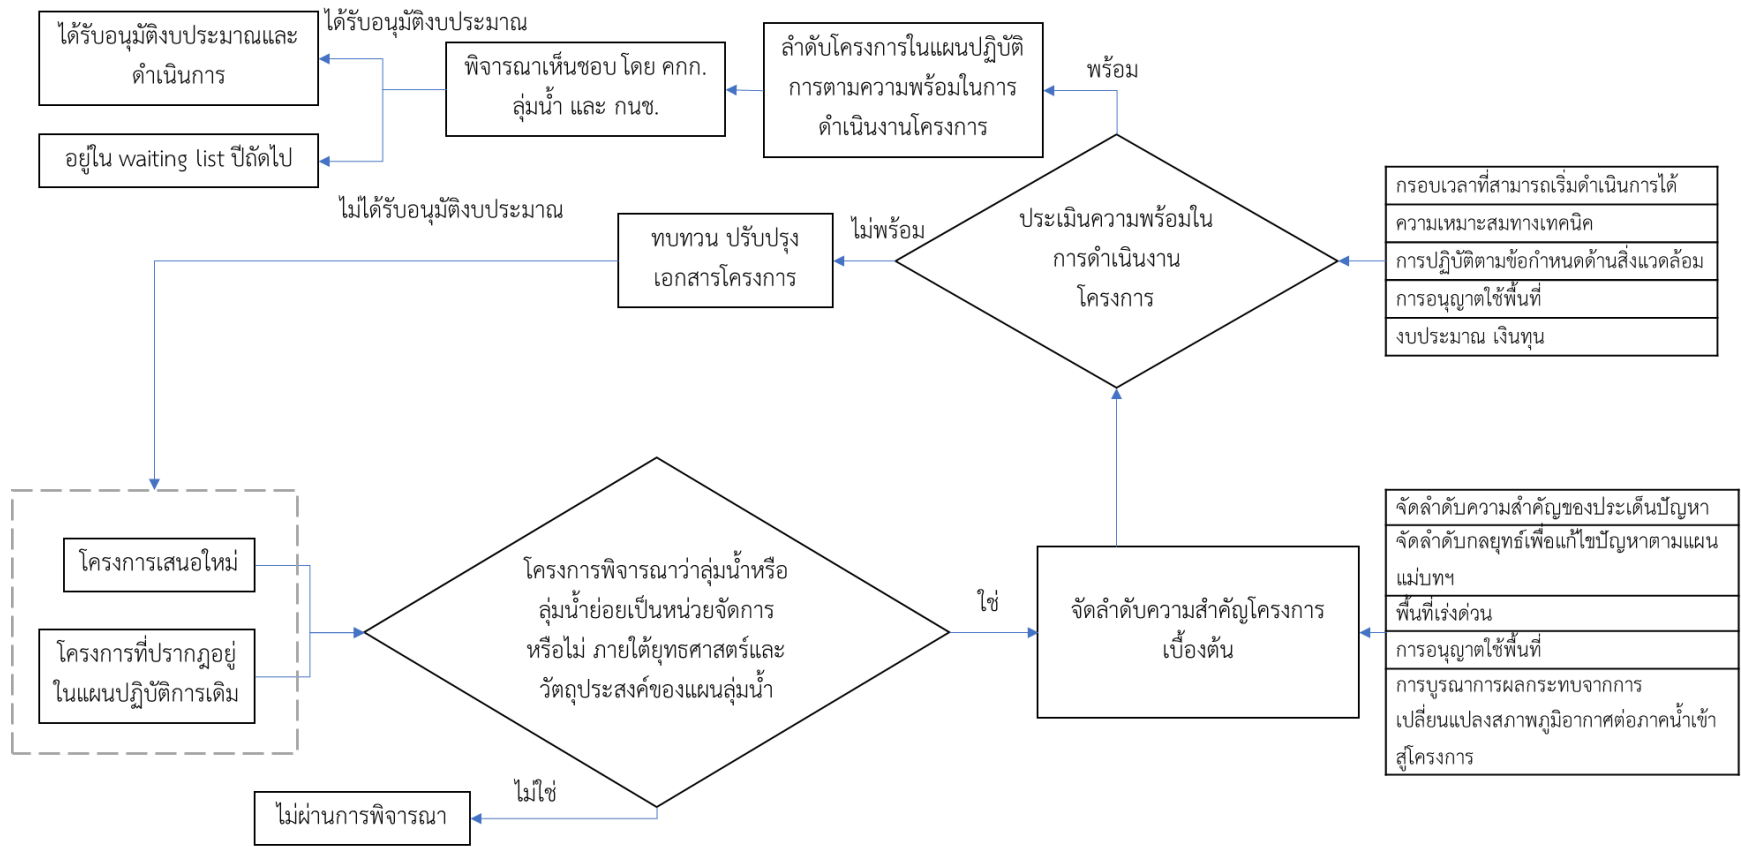 ได้รับอนุมัติงบประมาณและ
ดำเนินการ
ได้รับอนุมัติงบประมาณ
พิจารณาเห็นชอบ โดย คกก.
ลุ่มน้ำ และ กนช.
ลำดับโครงการในแผนปฏิบัติ
การตามความพร้อมในการ
ดำเนินงานโครงการ
พร้อม
อยู่ใน waiting list ปีถัดไป
ไม่ได้รับอนุมัติงบประมาณ
ทบทวน ปรับปรุง
เอกสารโครงการ
ไม่พร้อม
ประเมินความพร้อมใน
การดำเนินงาน
โครงการ
กรอบเวลาที่สามารถเริ่มดำเนินการได้
ความเหมาะสมทางเทคนิค
การปฏิบัติตามข้อกำหนดด้านสิ่งแวดล้อม
การอนุญาตใช้พื้นที่
งบประมาณ เงินทุน
โครงการเสนอใหม่
โครงการที่ปรากฏอยู่
ในแผนปฏิบัติการเดิม
โครงการพิจารณาว่าลุ่มน้ำหรือ
ลุ่มน้ำย่อยเป็นหน่วยจัดการ
หรือไม่ ภายใต้ยุทธศาสตร์และ
วัตถุประสงค์ของแผนลุ่มน้ำ
ใช่
จัดลำดับความสำคัญโครงการ
เบื้องต้น
จัดลำดับความสำคัญของประเด็นปัญหา
จัดลำดับกลยุทธ์เพื่อแก้ไขปัญหาตามแผน
แม่บทฯ
พื้นที่เร่งด่วน
การอนุญาตใช้พื้นที่
การบูรณาการผลกระทบจากการ
เปลี่ยนแปลงสภาพภูมิอากาศต่อภาคน้ำเข้า
สู่โครงการ
ไม่ใช่
ไม่ผ่านการพิจารณา